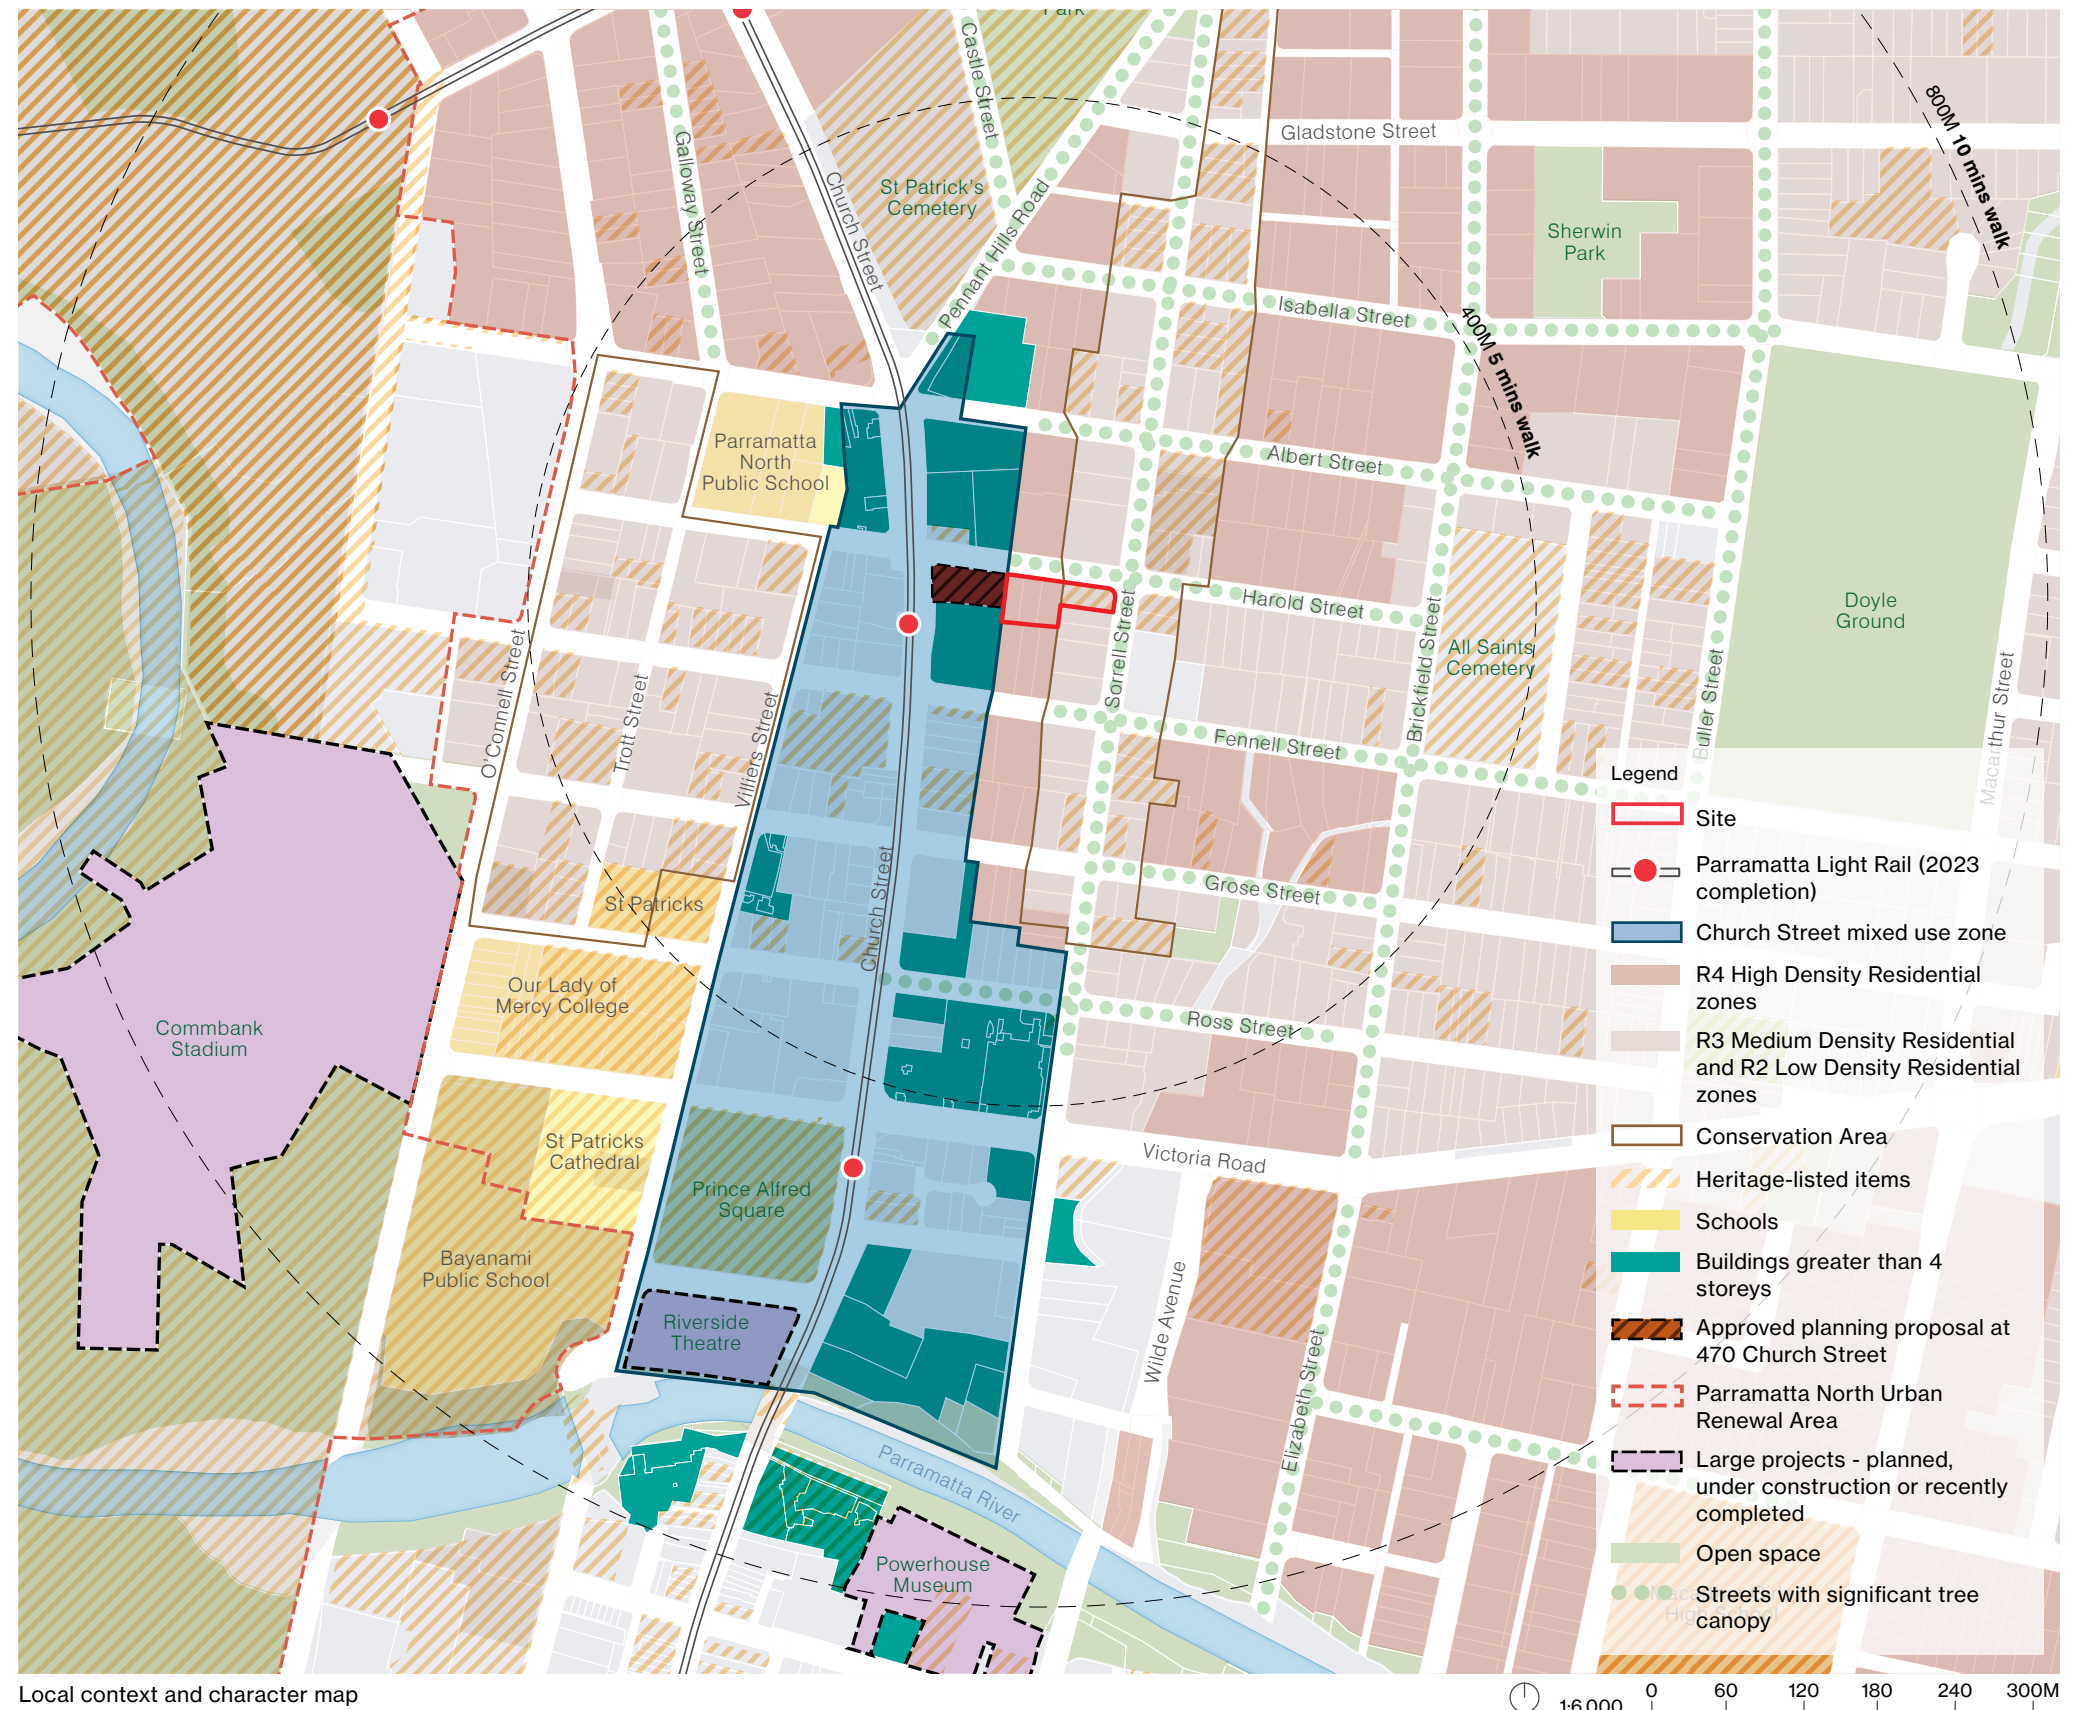 Park
Castle Street
Galloway Street
Church Street
St Patrick's
Cemetery
Pennant Hills Road
Gladstone Street
800M 10 mins walk
Sherwin
Park
Isabella Street
400M 5 mins walk
Parramatta
North
Public School
Albert Street
Harold Street
Doyle
Ground
All Saints
Cemetery
O'Connell Street
Trott Street
Villiers Street
Sorrell Street
Brickfield Street
Buller Street
Macarthur Street
Fennell Street
St Patricks
Church Street
Grose Street
Our Lady of
Mercy College
Ross Street
Commbank
Stadium
St Patricks
Cathedral
Victoria Road
Prince Alfred
Square
Bayanami
Public School
Riverside
Theatre
Wilde Avenue
Elizabeth Street
Parramatta River
Powerhouse
Museum
Legend
Site
Parramatta Light Rail (2023
completion)
Church Street mixed use zone
R4 High Density Residential
zones
R3 Medium Density Residential
and R2 Low Density Residential
zones
Conservation Area
Heritage-listed items
Schools
Buildings greater than 4
storeys
Approved planning proposal at
470 Church Street
Parramatta North Urban
Renewal Area
Large projects - planned,
under construction or recently
completed
Open space
Streets with significant tree
canopy
Local context and character map
1:6,000
0 60 120 180 240 300M